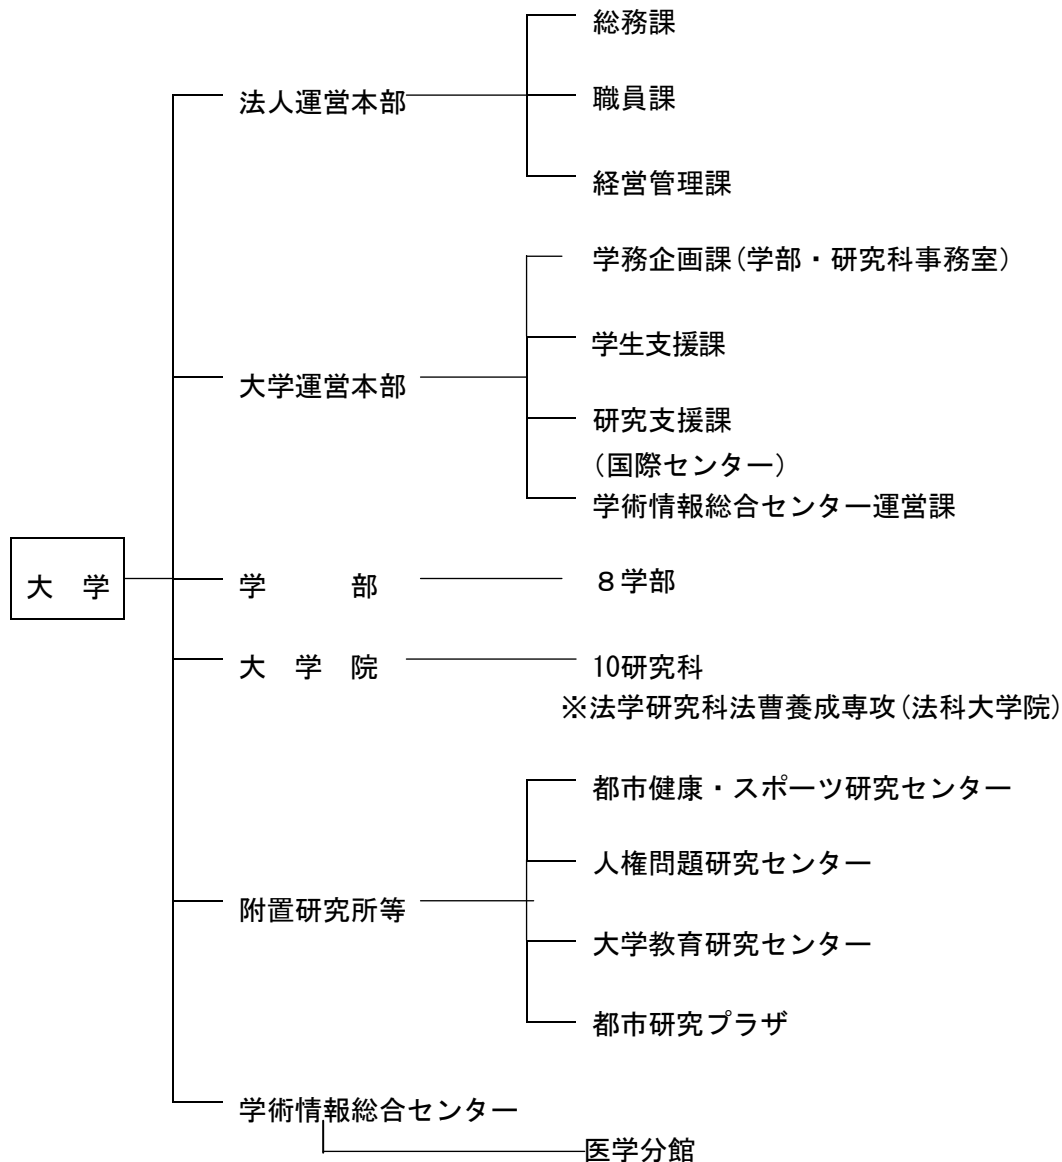 総務課
法人運営本部
職員課
経営管理課
学務企画課(学部・研究科事務室)
学生支援課
大学運営本部
研究支援課
(国際センター)
学術情報総合センター運営課
大　学
学　　　部
８学部
大　学　院
10研究科
※法学研究科法曹養成専攻(法科大学院)
都市健康・スポーツ研究センター
人権問題研究センター
附置研究所等
大学教育研究センター
都市研究プラザ
学術情報総合センター
医学分館